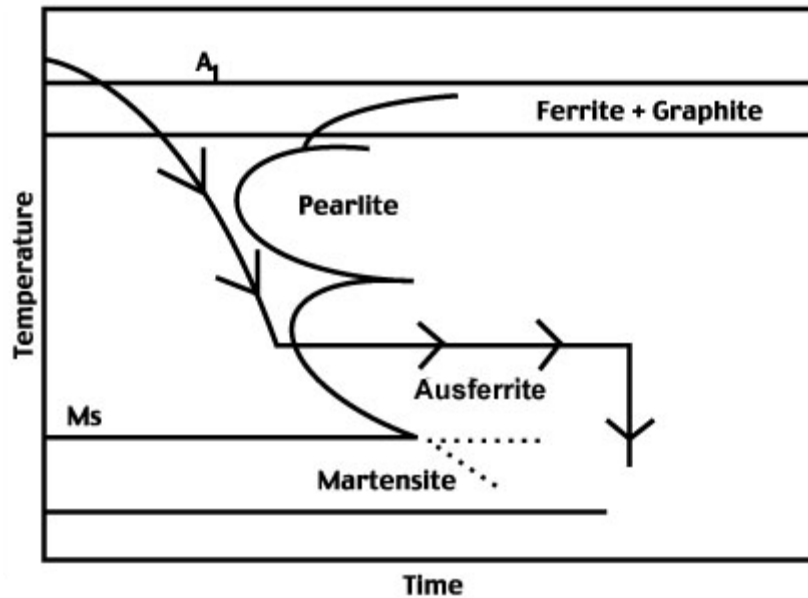 A1
Ferrite + Graphite
Pearlite
Temperature
Ausferrite
Ms
Martensite
Time